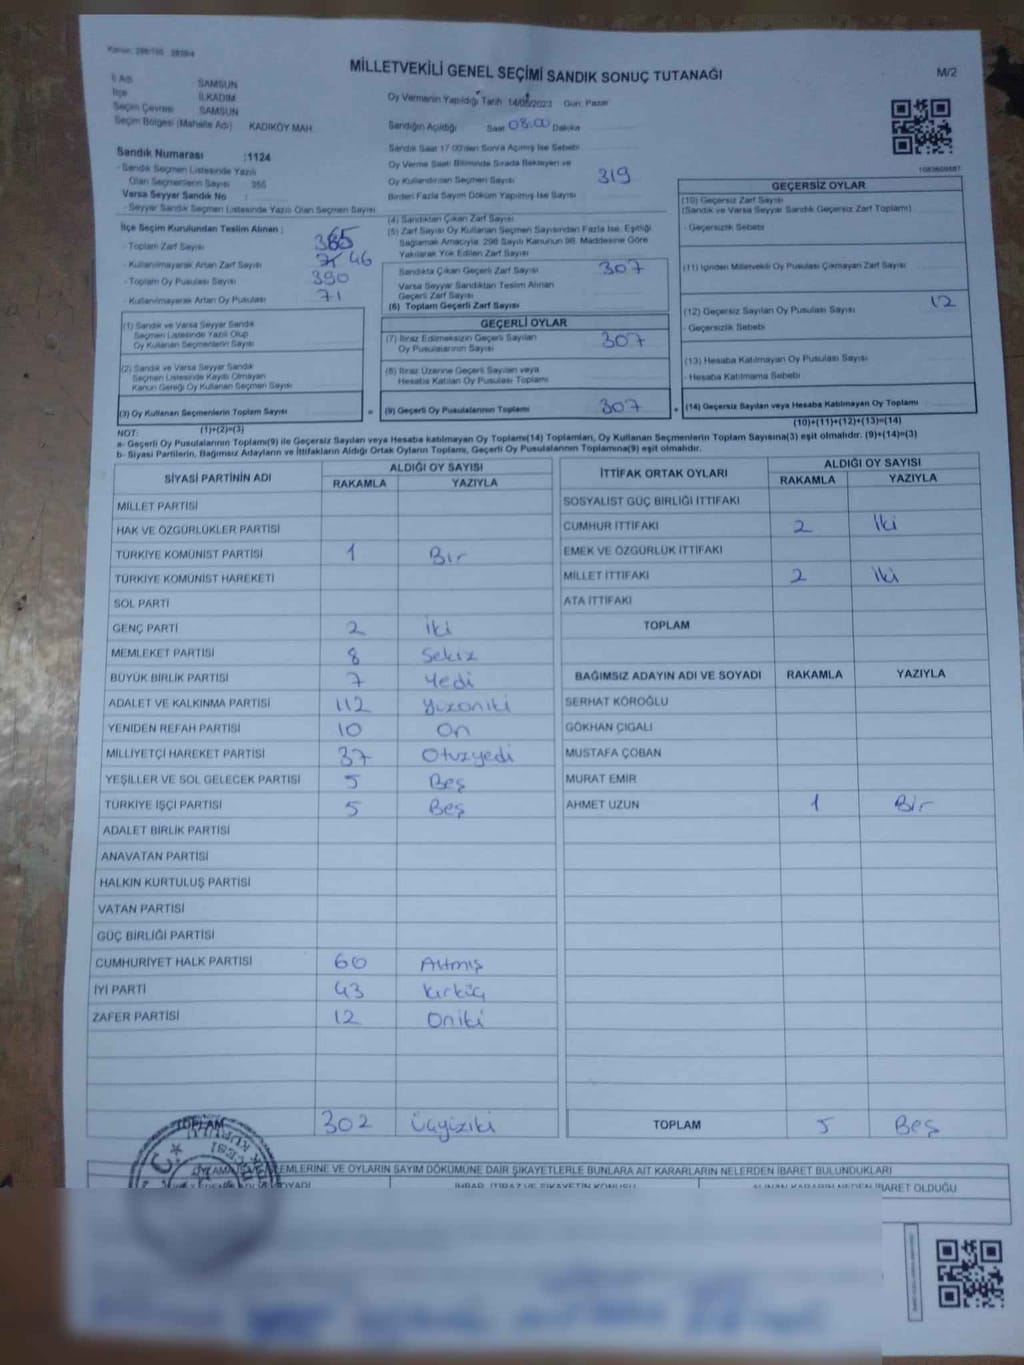 Kanun: 298/105 2839/4
MİLLETVEKİLİ GENEL SEÇİMİ SANDIK SONUÇ TUTANAĞI
M/2
İl Adı SAMSUN
İlçe İLKADIM
Seçim Çevresi SAMSUN
Seçim Bölgesi (Mahalle Adı) KADIKÖY MAH.
Sandık Numarası :1124
- Sandık Seçmen Listesinde Yazılı
Olan Seçmenlerin Sayısı 355
Varsa Seyyar Sandık No :
- Seyyar Sandık Seçmen Listesinde Yazılı Olan Seçmen Sayısı
İlçe Seçim Kurulundan Teslim Alınan ;
- Toplam Zarf Sayısı 365
- Kullanılmayarak Artan Zarf Sayısı 46
- Toplam Oy Pusulası Sayısı 390
- Kullanılmayarak Artan Oy Pusulası 71
(1) Sandık ve Varsa Seyyar Sandık
Seçmen Listesinde Yazılı Olup
Oy Kullanan Seçmenlerin Sayısı
(2) Sandık ve Varsa Seyyar Sandık
Seçmen Listesinde Kayıtlı Olmayan
Kanun Gereği Oy Kullanan Seçmen Sayısı
(3) Oy Kullanan Seçmenlerin Toplam Sayısı
(1)+(2)=(3)
Oy Vermenin Yapıldığı Tarih 14/05/2023 Gün: Pazar
Sandığın Açıldığı Saat 08.00 Dakika
Sandık Saat 17:00'den Sonra Açılmış İse Sebebi
Oy Verme Saati Bitiminde Sırada Bekleyen ve
Oy Kullandırılan Seçmen Sayısı 319
Birden Fazla Sayım Döküm Yapılmış İse Sayısı
(4) Sandıktan Çıkan Zarf Sayısı
(5) Zarf Sayısı Oy Kullanan Seçmen Sayısından Fazla İse, Eşitliği
Sağlamak Amacıyla, 298 Sayılı Kanunun 98. Maddesine Göre
Yakılarak Yok Edilen Zarf Sayısı
Sandıkta Çıkan Geçerli Zarf Sayısı 307
Varsa Seyyar Sandıktan Teslim Alınan
Geçerli Zarf Sayısı
(6) Toplam Geçerli Zarf Sayısı
GEÇERLİ OYLAR
(7) İtiraz Edilmeksizin Geçerli Sayılan
Oy Pusulalarının Sayısı 307
(8) İtiraz Üzerine Geçerli Sayılan veya
Hesaba Katılan Oy Pusulası Toplamı
= (9) Geçerli Oy Pusulalarının Toplamı 307 +
1083609587
GEÇERSİZ OYLAR
(10) Geçersiz Zarf Sayısı
(Sandık ve Varsa Seyyar Sandık Geçersiz Zarf Toplamı)
- Geçersizlik Sebebi
(11) İçinden Milletvekili Oy Pusulası Çıkmayan Zarf Sayısı
(12) Geçersiz Sayılan Oy Pusulası Sayısı 12
- Geçersizlik Sebebi
(13) Hesaba Katılmayan Oy Pusulası Sayısı
- Hesaba Katılmama Sebebi
(14) Geçersiz Sayılan veya Hesaba Katılmayan Oy Toplamı
(10)+(11)+(12)+(13)=(14)
NOT:
a- Geçerli Oy Pusulalarının Toplamı(9) ile Geçersiz Sayılan veya Hesaba katılmayan Oy Toplamı(14) Toplamları, Oy Kullanan Seçmenlerin Toplam Sayısına(3) eşit olmalıdır. (9)+(14)=(3)
b- Siyasi Partilerin, Bağımsız Adayların ve İttifakların Aldığı Ortak Oyların Toplamı, Geçerli Oy Pusulalarının Toplamına(9) eşit olmalıdır.
SİYASİ PARTİNİN ADI ALDIĞI OY SAYISI
RAKAMLA YAZIYLA
MİLLET PARTİSİ
HAK VE ÖZGÜRLÜKLER PARTİSİ
TÜRKİYE KOMÜNİST PARTİSİ 1 Bir
TÜRKİYE KOMÜNİST HAREKETİ
SOL PARTİ
GENÇ PARTİ 2 iki
MEMLEKET PARTİSİ 8 Sekiz
BÜYÜK BİRLİK PARTİSİ 7 Yedi
ADALET VE KALKINMA PARTİSİ 112 Yüzoniki
YENİDEN REFAH PARTİSİ 10 On
MİLLİYETÇİ HAREKET PARTİSİ 37 Otuzyedi
YEŞİLLER VE SOL GELECEK PARTİSİ 5 Beş
TÜRKİYE İŞÇİ PARTİSİ 5 Beş
ADALET BİRLİK PARTİSİ
ANAVATAN PARTİSİ
HALKIN KURTULUŞ PARTİSİ
VATAN PARTİSİ
GÜÇ BİRLİĞİ PARTİSİ
CUMHURİYET HALK PARTİSİ 60 Altmış
İYİ PARTİ 43 Kırküç
ZAFER PARTİSİ 12 Oniki
TOPLAM 302 Üçyüziki
İTTİFAK ORTAK OYLARI ALDIĞI OY SAYISI
RAKAMLA YAZIYLA
SOSYALİST GÜÇ BİRLİĞİ İTTİFAKI
CUMHUR İTTİFAKI 2 İki
EMEK VE ÖZGÜRLÜK İTTİFAKI
MİLLET İTTİFAKI 2 İki
ATA İTTİFAKI
TOPLAM
BAĞIMSIZ ADAYIN ADI VE SOYADI RAKAMLA YAZIYLA
SERHAT KÖROĞLU
GÖKHAN ÇIGALI
MUSTAFA ÇOBAN
MURAT EMİR
AHMET UZUN 1 Bir
TOPLAM 5 Beş
EMLERİNE VE OYLARIN SAYIM DÖKÜMÜNE DAİR ŞİKAYETLERLE BUNLARA AİT KARARLARIN NELERDEN İBARET BULUNDUKLARI
OYADI İHBAR, İTİRAZ VE ŞİKAYETİN KONUSU ALINAN KARARIN NEDEN İBARET OLDUĞU